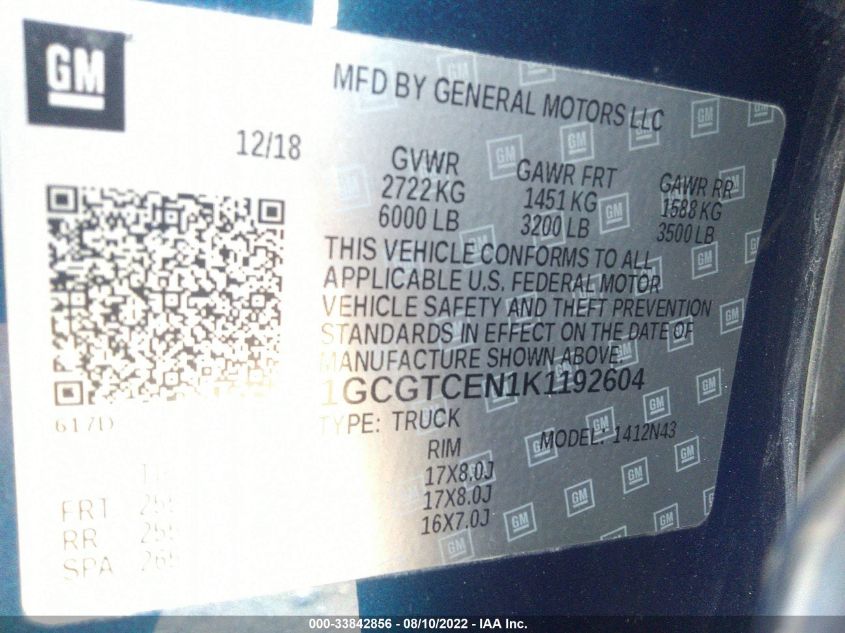 GM
MFD BY GENERAL MOTORS LLC
12/18
GVWR GAWR FRT GAWR RR
2722 KG 1451 KG 1588 KG
6000 LB 3200 LB 3500 LB
THIS VEHICLE CONFORMS TO ALL
APPLICABLE U.S. FEDERAL MOTOR
VEHICLE SAFETY AND THEFT PREVENTION
STANDARDS IN EFFECT ON THE DATE OF
MANUFACTURE SHOWN ABOVE.
1GCGTCEN1K1192604
617D
TYPE: TRUCK MODEL: 1412N43
RIM
FRT 17X8.0J
RR 17X8.0J
SPA 16X7.0J
000-33842856 - 08/10/2022 - IAA Inc.